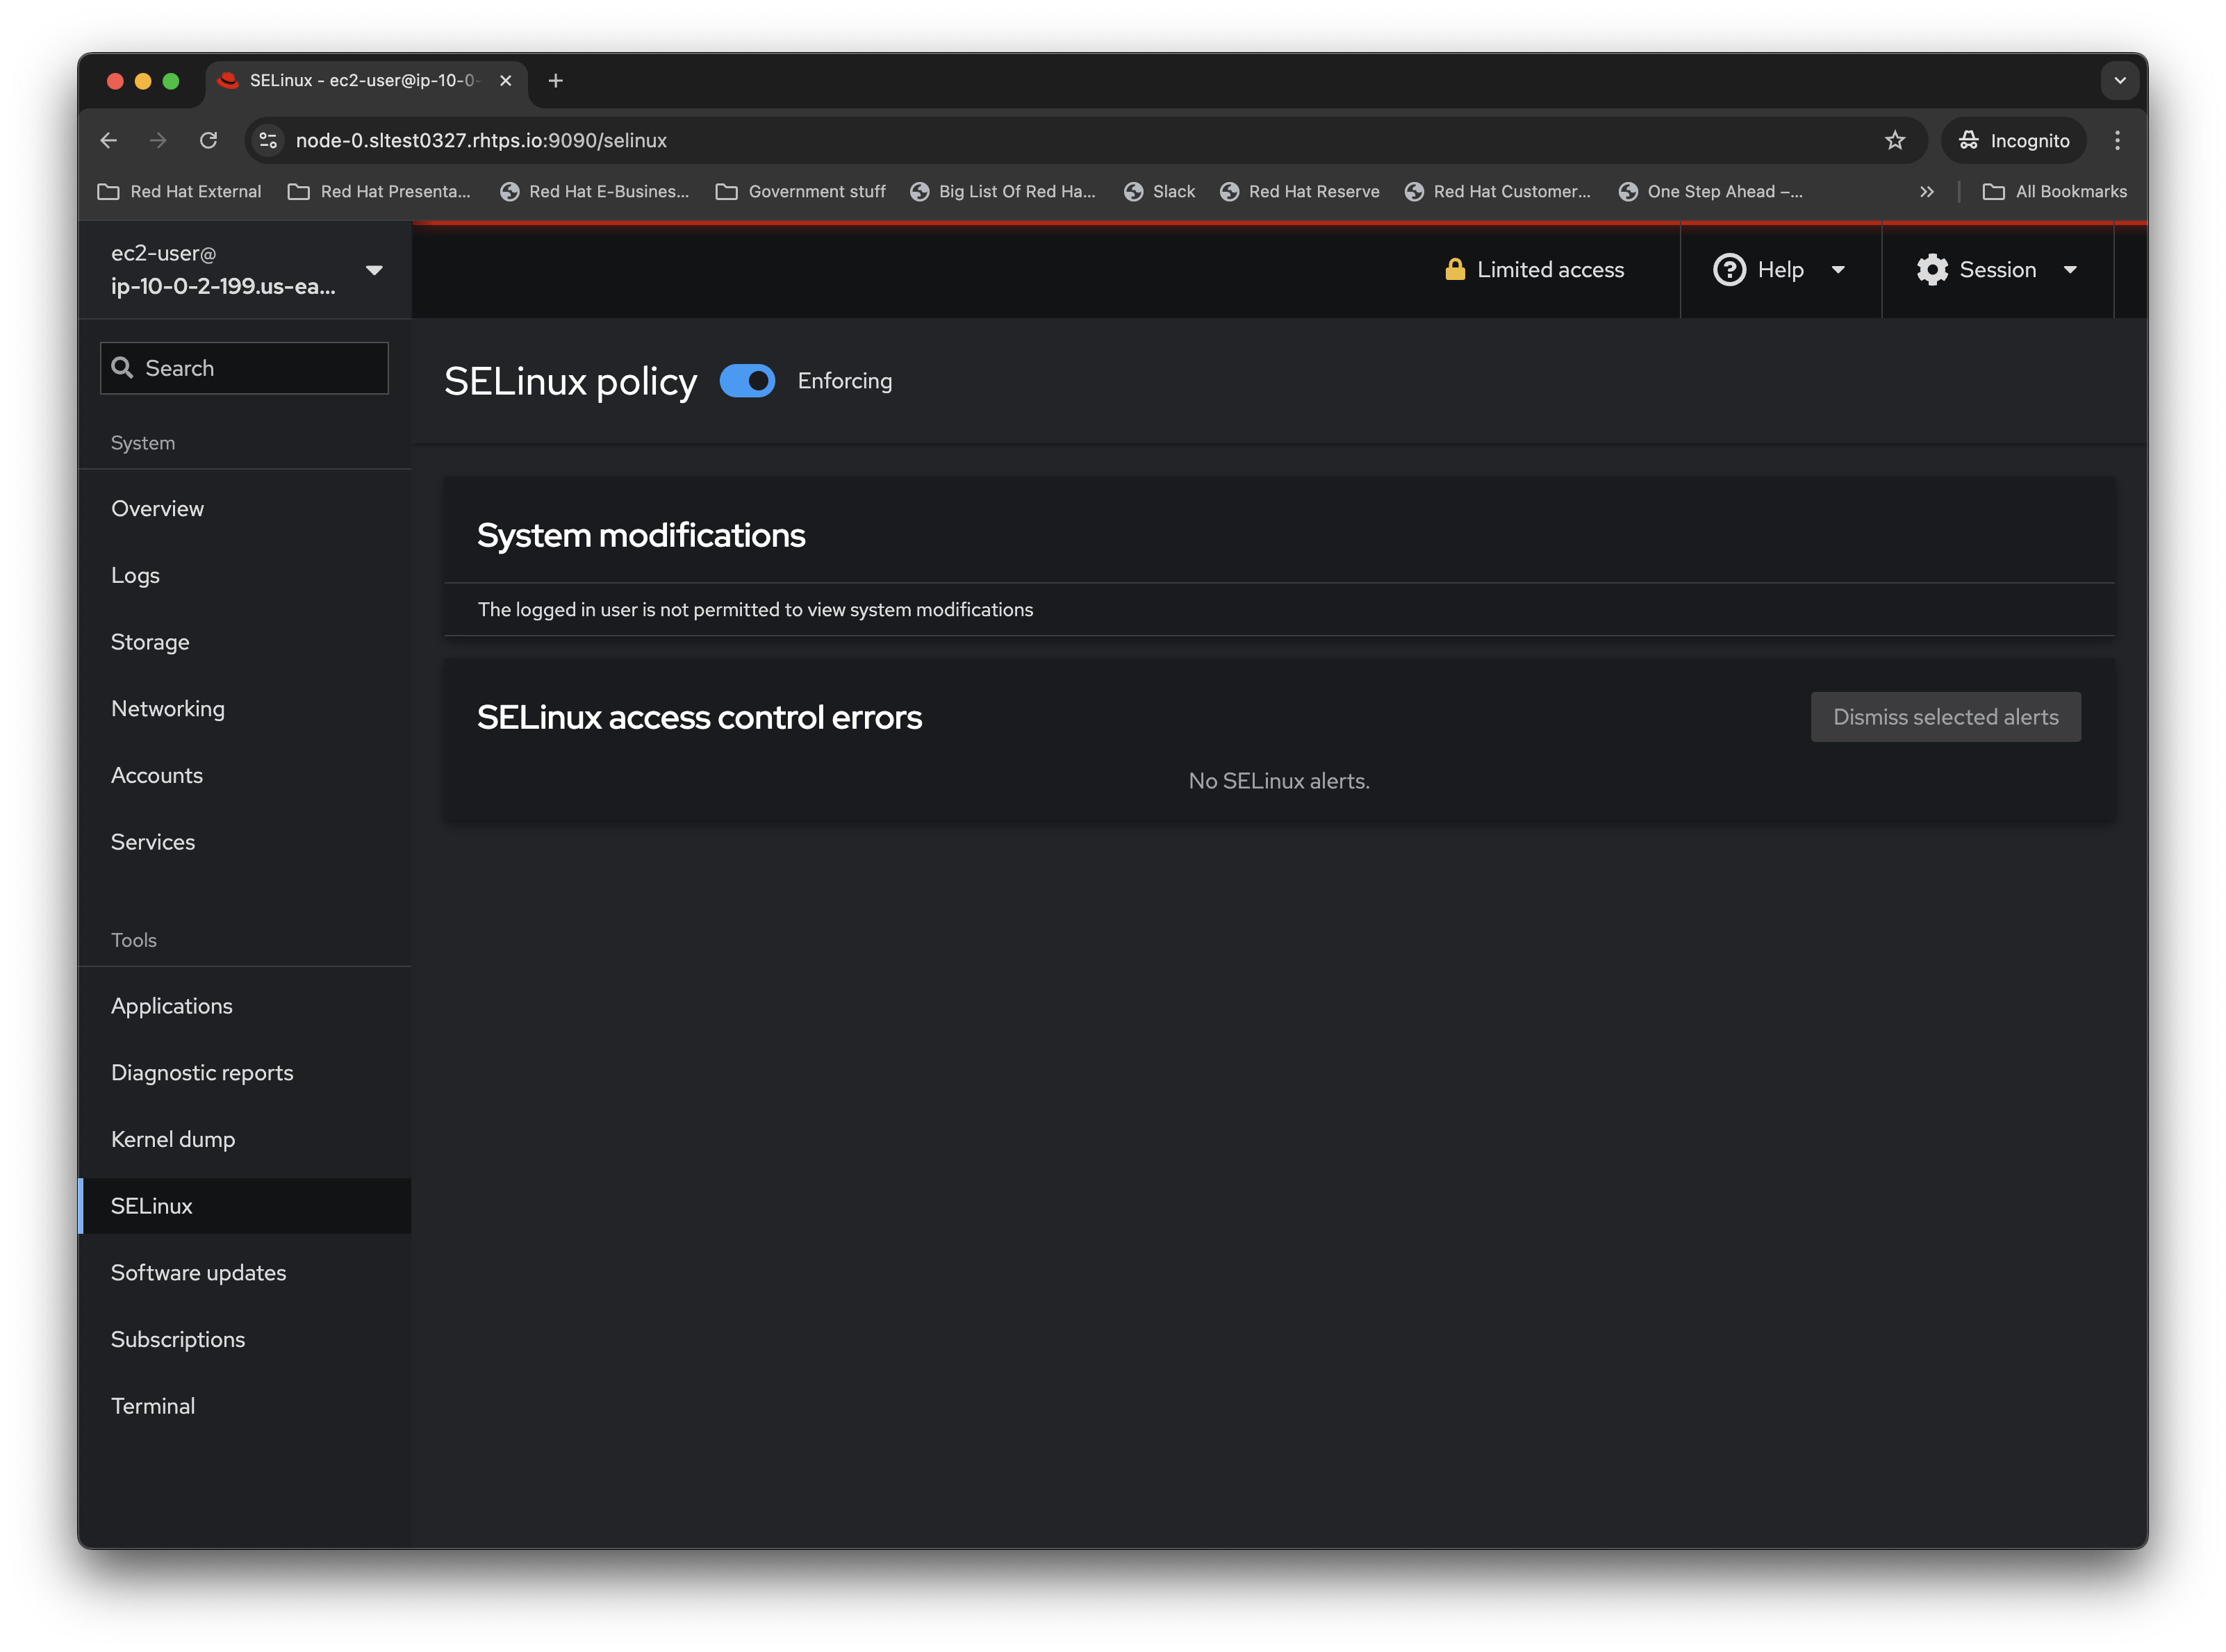 SELinux - ec2-user@ip-10-0-
node-0.sltest0327.rhtps.io:9090/selinux
Incognito
Red Hat External
Red Hat Presenta...
Red Hat E-Busines...
Government stuff
Big List Of Red Ha...
Slack
Red Hat Reserve
Red Hat Customer...
One Step Ahead –...
All Bookmarks
ec2-user@
ip-10-0-2-199.us-ea...
Limited access
Help
Session
Search
System
Overview
Logs
Storage
Networking
Accounts
Services
Tools
Applications
Diagnostic reports
Kernel dump
SELinux
Software updates
Subscriptions
Terminal
SELinux policy
Enforcing
System modifications
The logged in user is not permitted to view system modifications
SELinux access control errors
Dismiss selected alerts
No SELinux alerts.